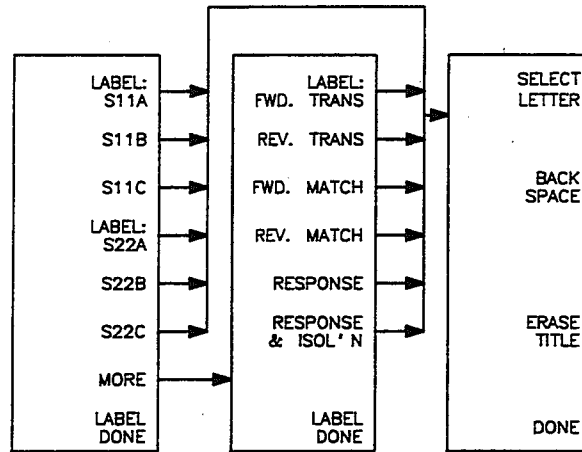 LABEL:
S11A
S11B
S11C
LABEL:
S22A
S22B
S22C
MORE
LABEL
DONE
LABEL:
FWD. TRANS
REV. TRANS
FWD. MATCH
REV. MATCH
RESPONSE
RESPONSE
& ISOL'N
LABEL
DONE
SELECT
LETTER
BACK
SPACE
ERASE
TITLE
DONE